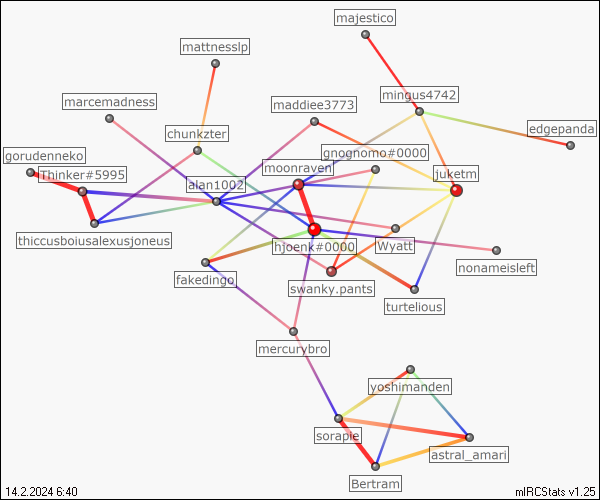 majestico
mattnesslp
marcemadness
maddiee3773
mingus4742
chunkzter
edgepanda
gorudenneko
gnognomo#0000
Thinker#5995
moonraven
juketm
alan1002
thiccusboiusalexusjoneus
hjoenk#0000
Wyatt
nonameisleft
fakedingo
swanky.pants
turtelious
mercurybro
yoshimanden
sorapie
astral_amari
Bertram
14.2.2024 6:40
mIRCStats v1.25